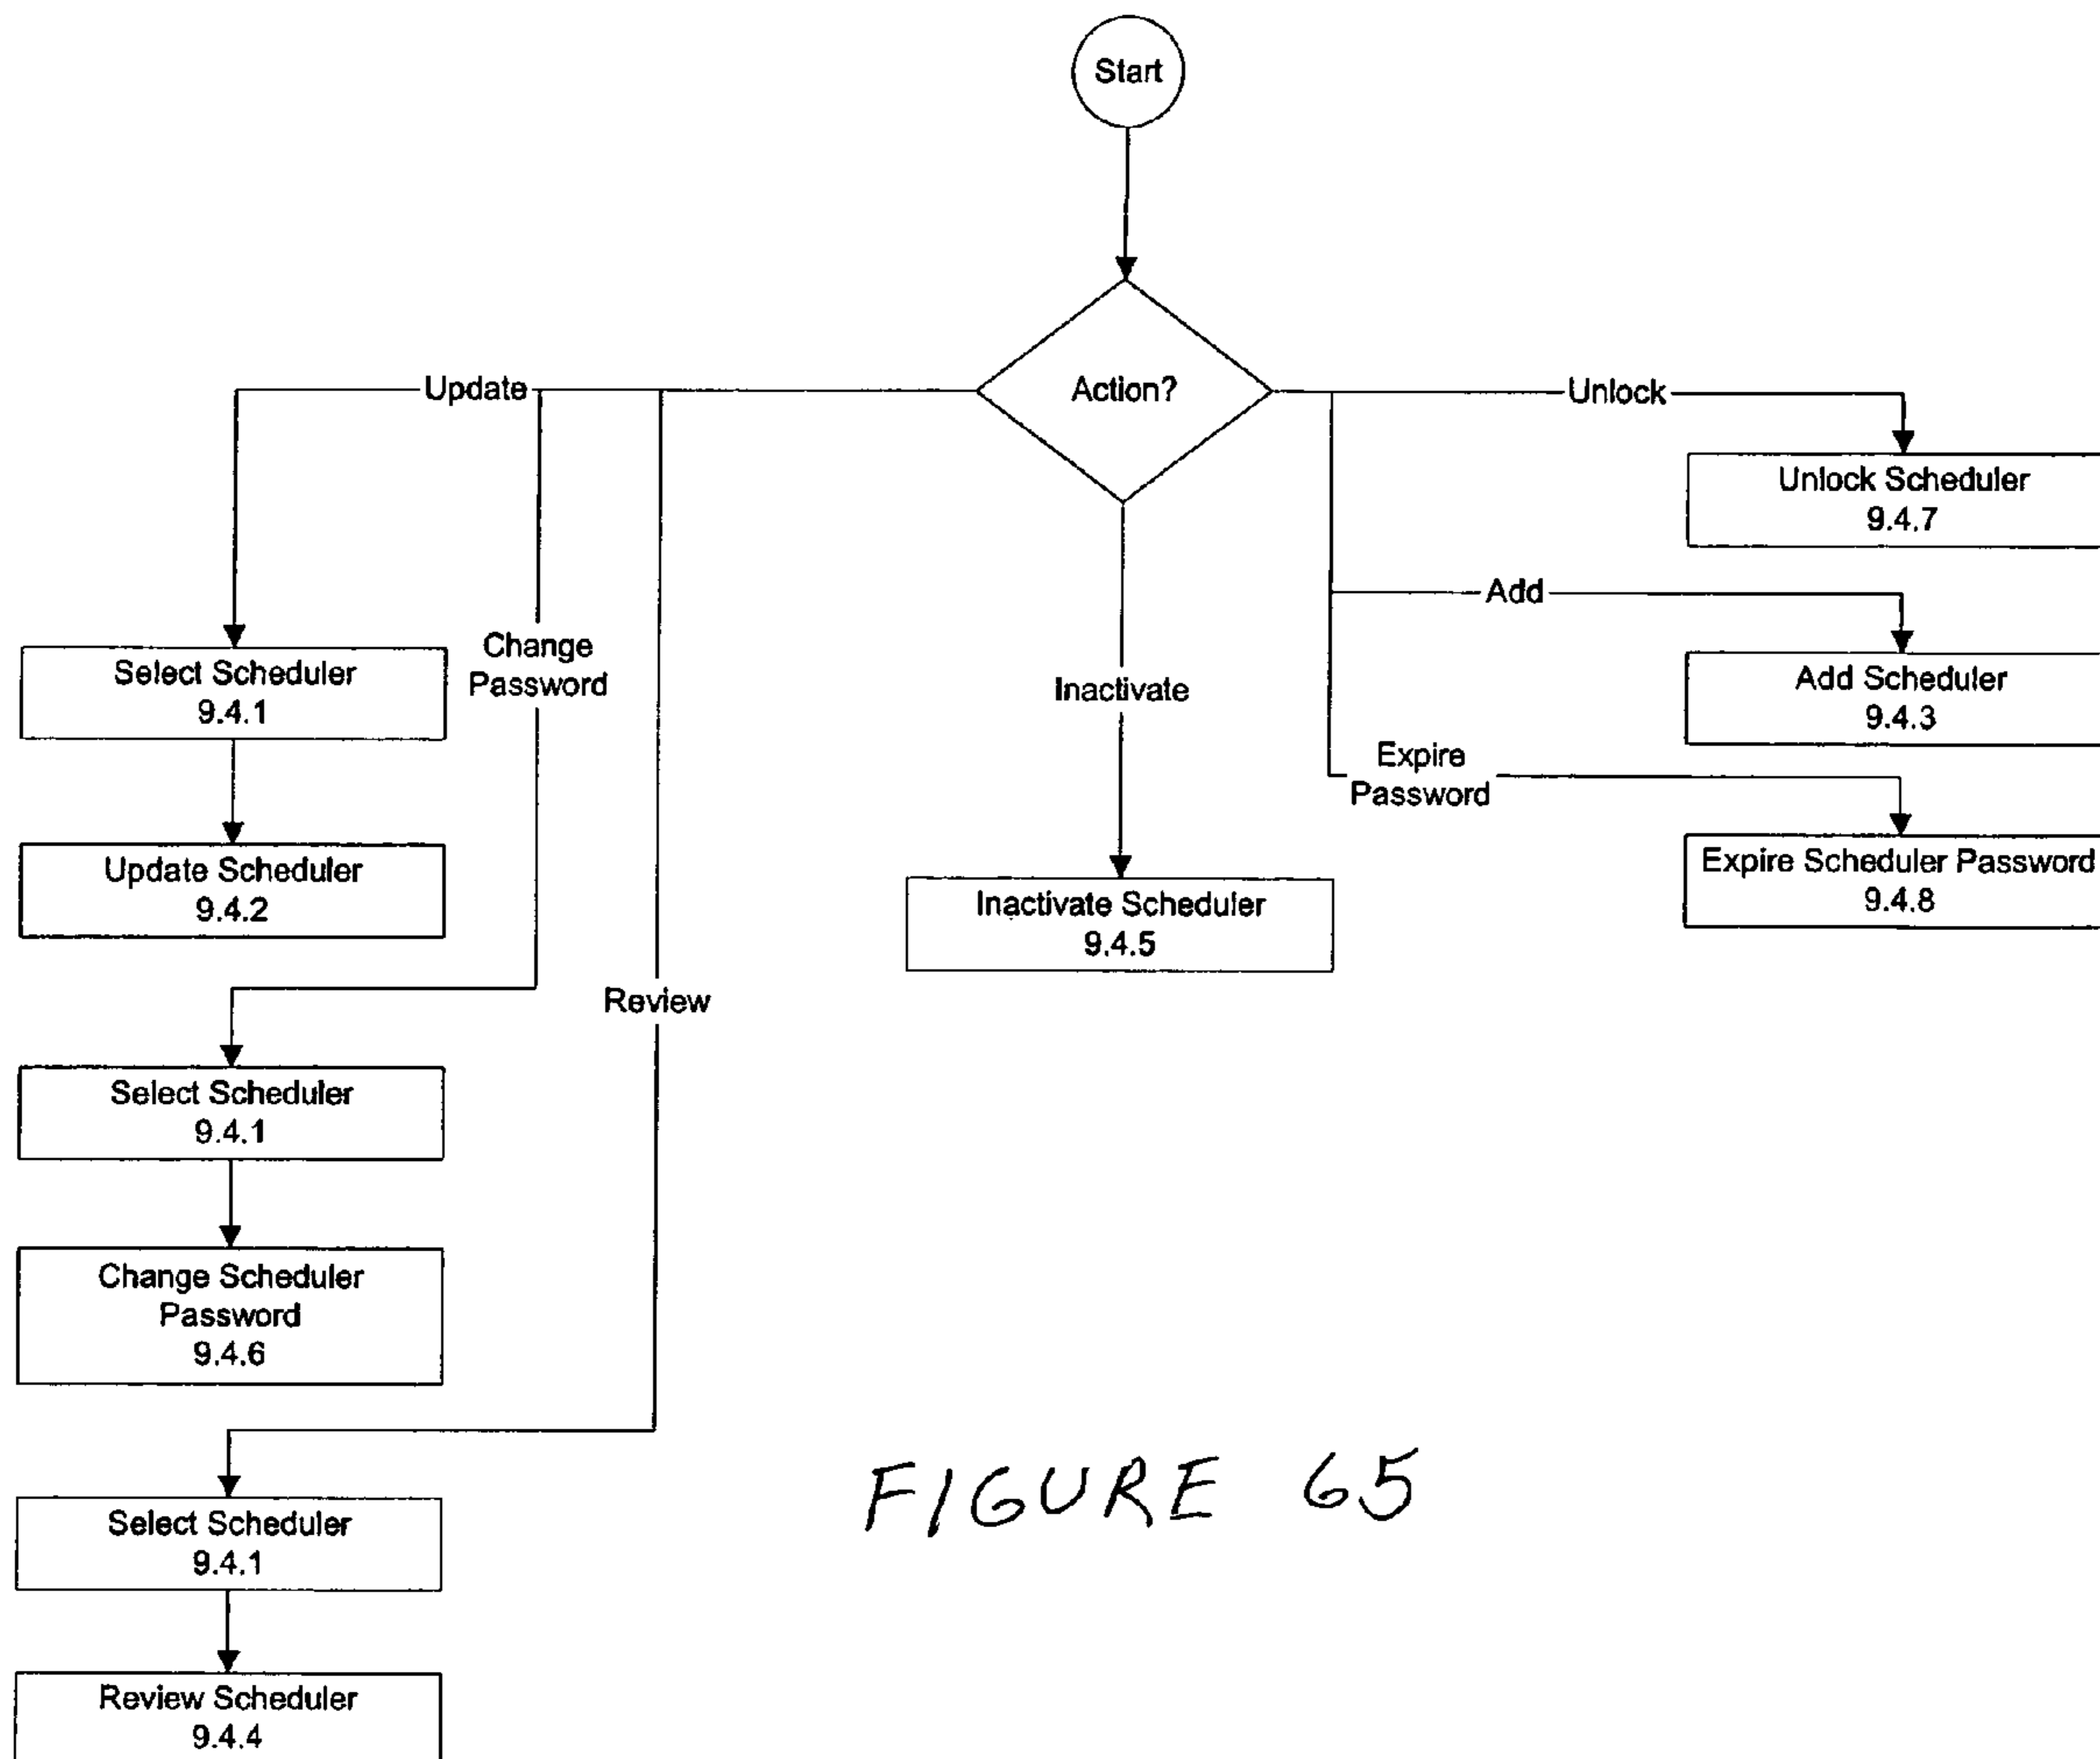 Start
Action?
Update
Unlock
Unlock Scheduler
9.4.7
Add
Change
Password
Select Scheduler
9.4.1
Inactivate
Add Scheduler
9.4.3
Expire
Password
Update Scheduler
9.4.2
Expire Scheduler Password
9.4.8
Inactivate Scheduler
9.4.5
Review
Select Scheduler
9.4.1
Change Scheduler
Password
9.4.6
FIGURE 65
Select Scheduler
9.4.1
Review Scheduler
9.4.4